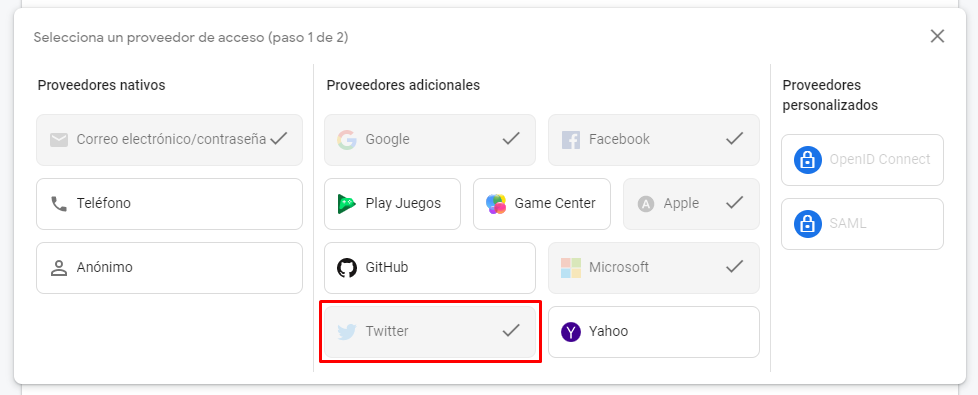 Selecciona un proveedor de acceso (paso 1 de 2)
Proveedores nativos
Correo electrónico/contraseña
Teléfono
Anónimo
Proveedores adicionales
Google
Facebook
Play Juegos
Game Center
Apple
GitHub
Microsoft
Twitter
Yahoo
Proveedores
personalizados
OpenID Connect
SAML